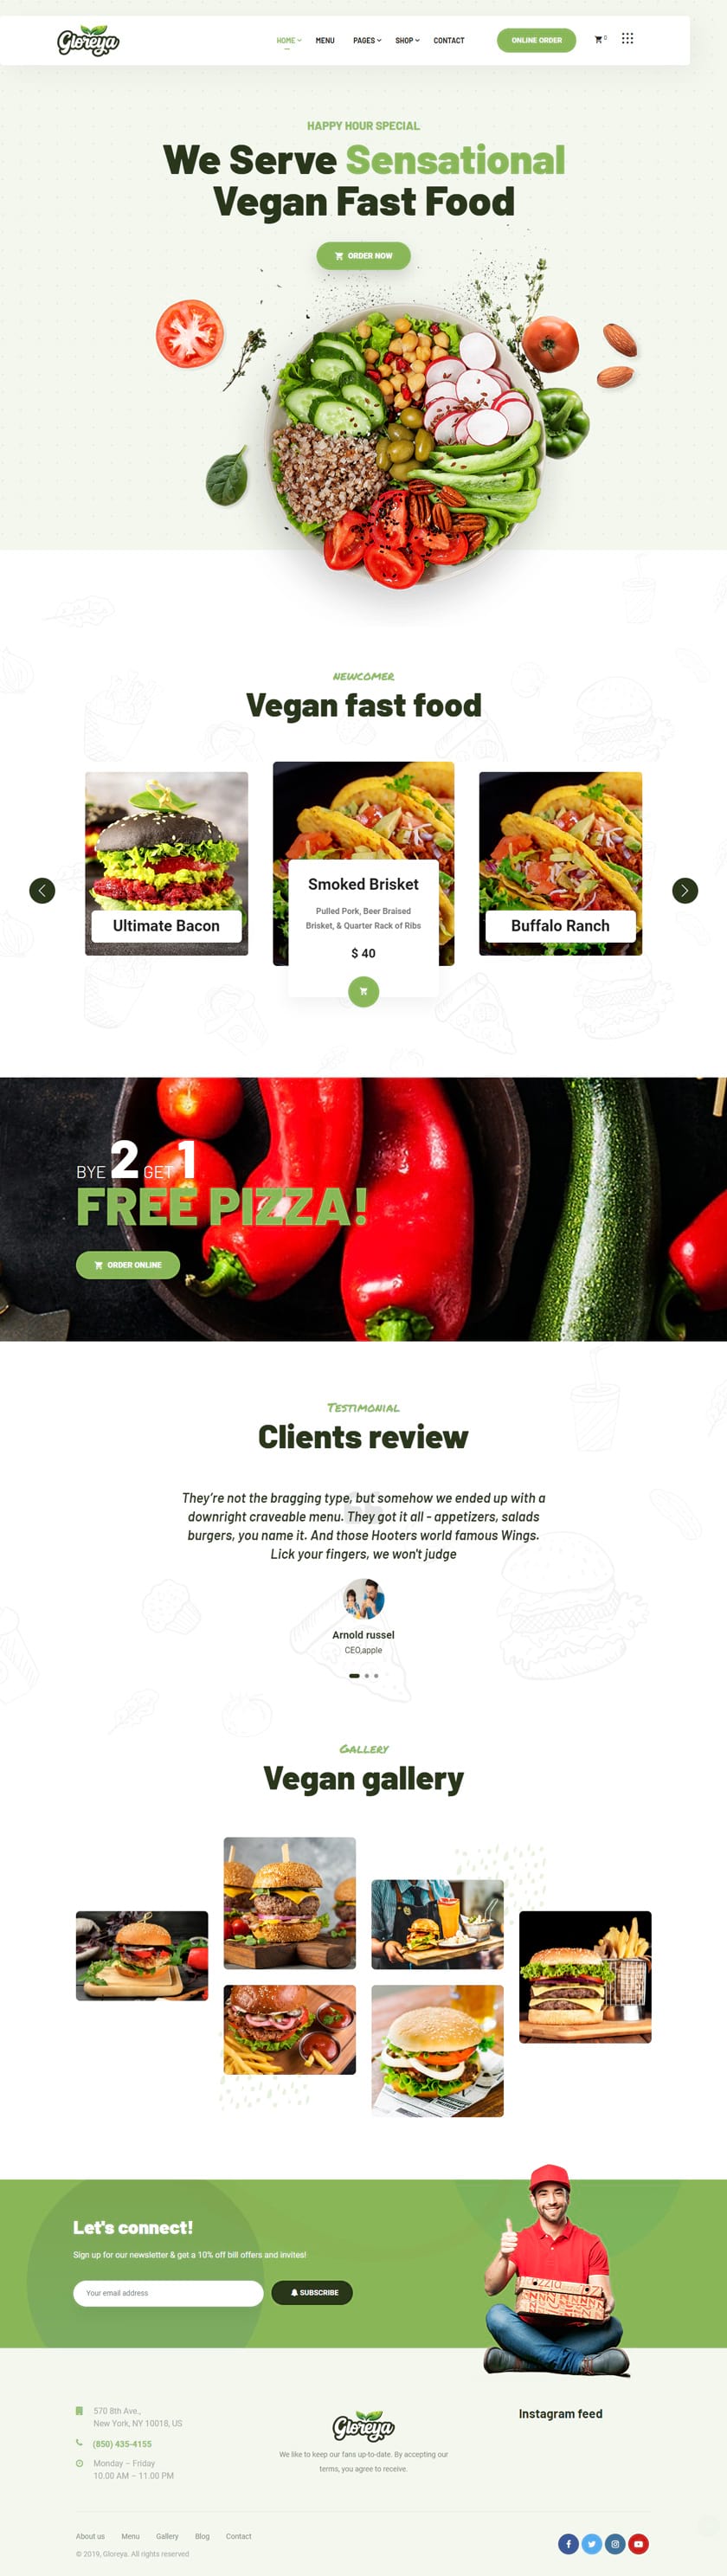 Gloreya
HOME MENU PAGES SHOP CONTACT
ONLINE ORDER
0
HAPPY HOUR SPECIAL
We Serve Sensational
Vegan Fast Food
ORDER NOW
NEWCOMER
Vegan fast food
Ultimate Bacon
Smoked Brisket
Pulled Pork, Beer Braised
Brisket, & Quarter Rack of Ribs
$ 40
Buffalo Ranch
BYE 2 GET 1
FREE PIZZA!
ORDER ONLINE
TESTIMONIAL
Clients review
They're not the bragging type, but somehow we ended up with a
downright craveable menu. They got it all - appetizers, salads
burgers, you name it. And those Hooters world famous Wings.
Lick your fingers, we won't judge
Arnold russel
CEO,apple
GALLERY
Vegan gallery
Let's connect!
Sign up for our newsletter & get a 10% off bill offers and invites!
Your email address
SUBSCRIBE
570 8th Ave.,
New York, NY 10018, US
(850) 435-4155
Monday – Friday
10.00 AM – 11.00 PM
Gloreya
We like to keep our fans up-to-date. By accepting our
terms, you agree to receive.
Instagram feed
About us Menu Gallery Blog Contact
© 2019, Gloreya. All rights reserved